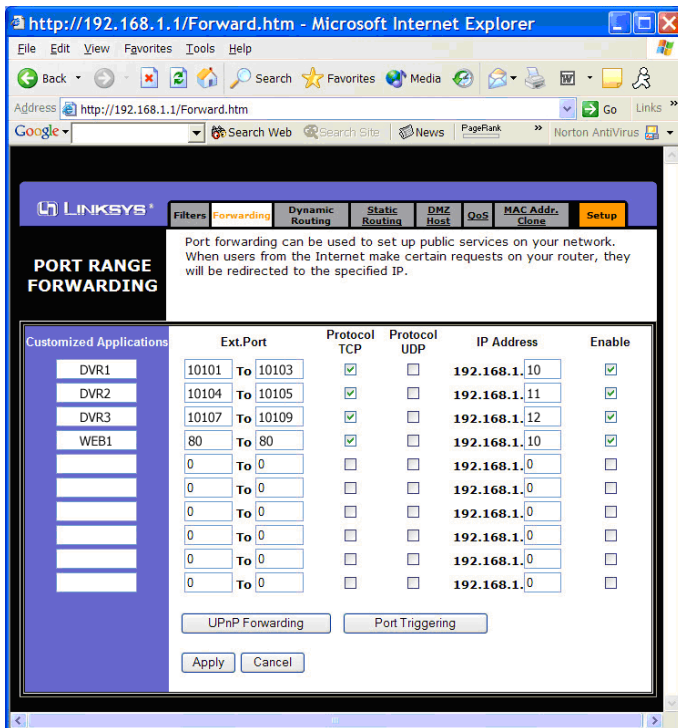 http://192.168.1.1/Forward.htm - Microsoft Internet Explorer
File Edit View Favorites Tools Help
Back Search Favorites Media
Address http://192.168.1.1/Forward.htm Go Links »
Google Search Web Search Site News PageRank » Norton AntiVirus
LINKSYS® Filters Forwarding Dynamic Routing Static Routing DMZ Host QoS MAC Addr. Clone Setup
PORT RANGE FORWARDING
Port forwarding can be used to set up public services on your network.
When users from the Internet make certain requests on your router, they
will be redirected to the specified IP.
Customized Applications Ext.Port Protocol TCP Protocol UDP IP Address Enable
DVR1 10101 To 10103 192.168.1. 10
DVR2 10104 To 10105 192.168.1. 11
DVR3 10107 To 10109 192.168.1. 12
WEB1 80 To 80 192.168.1. 10
0 To 0 192.168.1. 0
0 To 0 192.168.1. 0
0 To 0 192.168.1. 0
0 To 0 192.168.1. 0
0 To 0 192.168.1. 0
0 To 0 192.168.1. 0
UPnP Forwarding Port Triggering
Apply Cancel